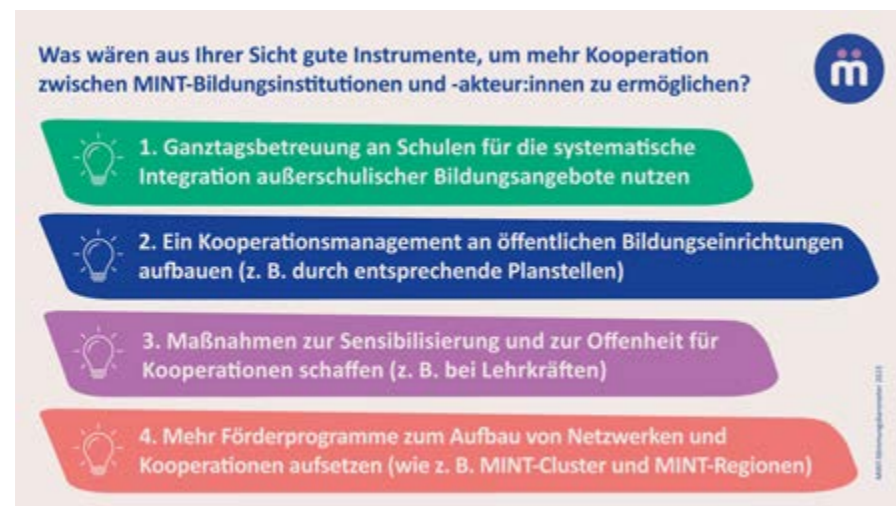 Was wären aus Ihrer Sicht gute Instrumente, um mehr Kooperation
zwischen MINT-Bildungsinstitutionen und -akteur:innen zu ermöglichen?
m
1. Ganztagsbetreuung an Schulen für die systematische
Integration außerschulischer Bildungsangebote nutzen
2. Ein Kooperationsmanagement an öffentlichen Bildungseinrichtungen
aufbauen (z. B. durch entsprechende Planstellen)
3. Maßnahmen zur Sensibilisierung und zur Offenheit für
Kooperationen schaffen (z. B. bei Lehrkräften)
4. Mehr Förderprogramme zum Aufbau von Netzwerken und
Kooperationen aufsetzen (wie z. B. MINT-Cluster und MINT-Regionen)
MINT-Stimmungsbarometer